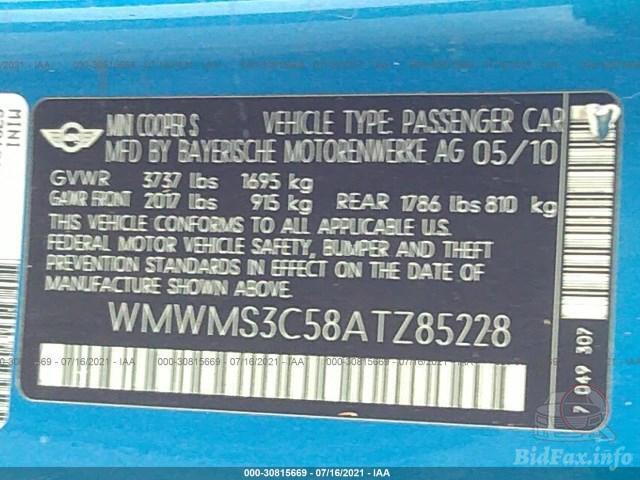 MINI COOPER S VEHICLE TYPE: PASSENGER CAR
MFD BY BAYERISCHE MOTORENWERKE AG 05/10
GVWR 3737 lbs 1695 kg
GAWR FRONT 2017 lbs 915 kg REAR 1786 lbs 810 kg
THIS VEHICLE CONFORMS TO ALL APPLICABLE U.S.
FEDERAL MOTOR VEHICLE SAFETY, BUMPER AND THEFT
PREVENTION STANDARDS IN EFFECT ON THE DATE OF
MANUFACTURE SHOWN ABOVE.
WMWMS3C58ATZ85228
7 049 307
MINI
000-30815669 - 07/16/2021 - IAA
BidFax.info